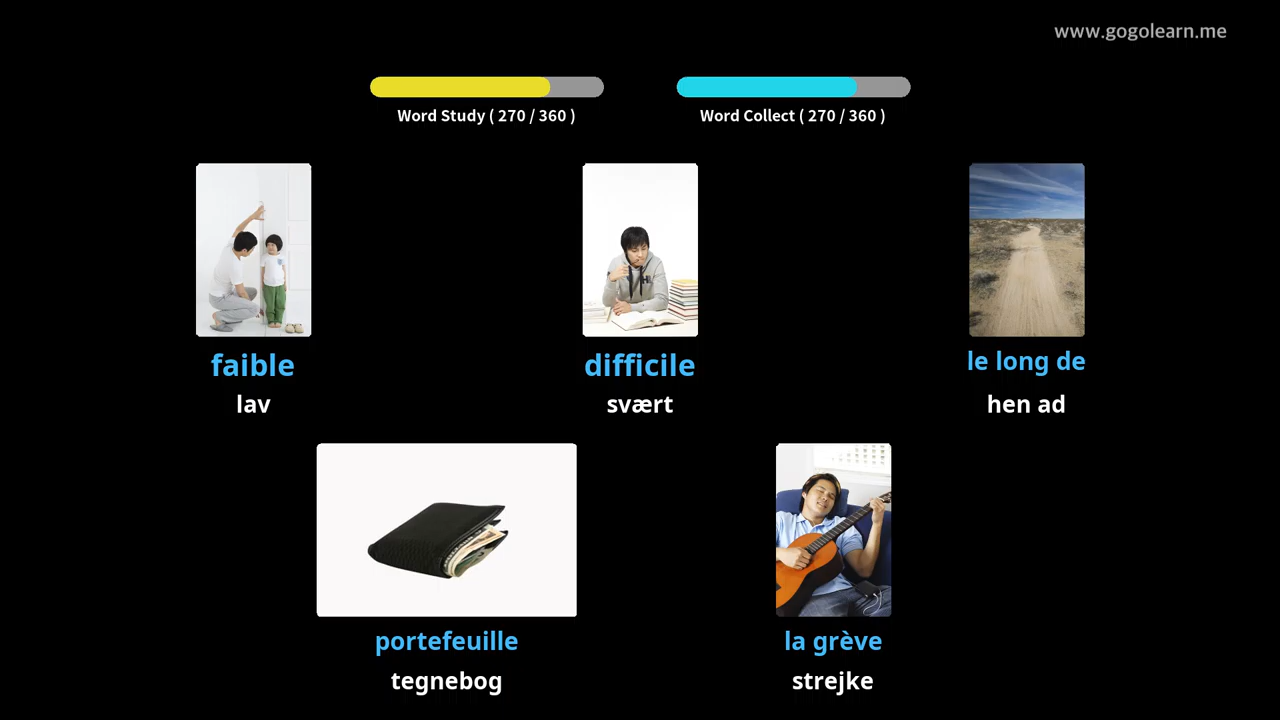 www.gogolearn.me
Word Study ( 270 / 360 )
Word Collect ( 270 / 360 )
faible
difficile
le long de
lav
svært
hen ad
portefeuille
la grève
tegnebog
strejke